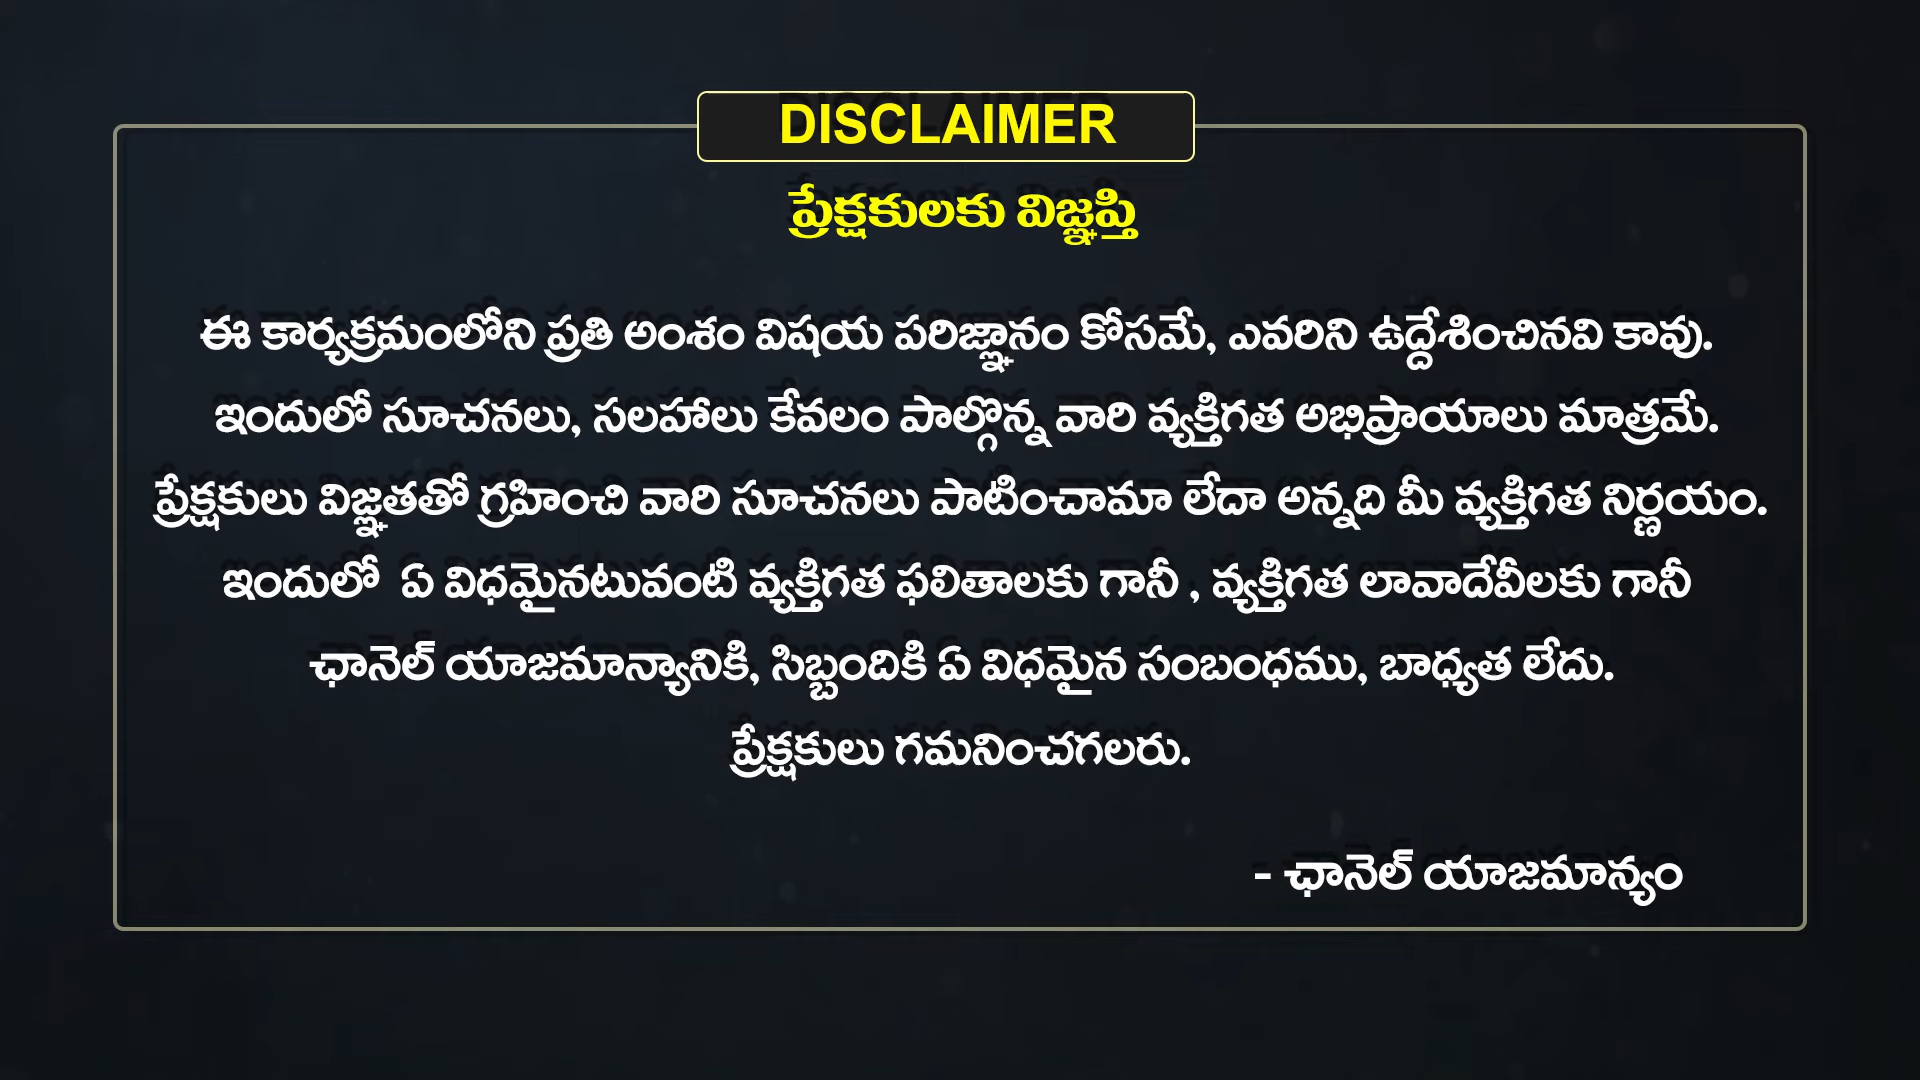 DISCLAIMER
ప్రేక్షకులకు విజ్ఞప్తి
ఈ కార్యక్రమంలోని ప్రతి అంశం విషయ పరిజ్ఞానం కోసమే, ఎవరిని ఉద్దేశించినవి కావు.
ఇందులో సూచనలు, సలహాలు కేవలం పాల్గొన్న వారి వ్యక్తిగత అభిప్రాయాలు మాత్రమే.
ప్రేక్షకులు విజ్ఞతతో గ్రహించి వారి సూచనలు పాటించామా లేదా అన్నది మీ వ్యక్తిగత నిర్ణయం.
ఇందులో ఏ విధమైనటువంటి వ్యక్తిగత ఫలితాలకు గానీ , వ్యక్తిగత లావాదేవీలకు గానీ
ఛానెల్ యాజమాన్యానికి, సిబ్బందికి ఏ విధమైన సంబంధము, బాధ్యత లేదు.
ప్రేక్షకులు గమనించగలరు.
- ఛానెల్ యాజమాన్యం